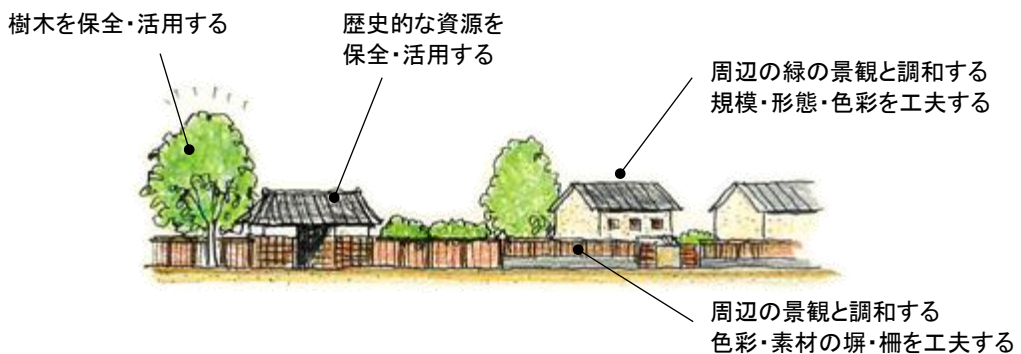 樹木を保全・活用する
歴史的な資源を
保全・活用する
周辺の緑の景観と調和する
規模・形態・色彩を工夫する
周辺の景観と調和する
色彩・素材の塀・柵を工夫する